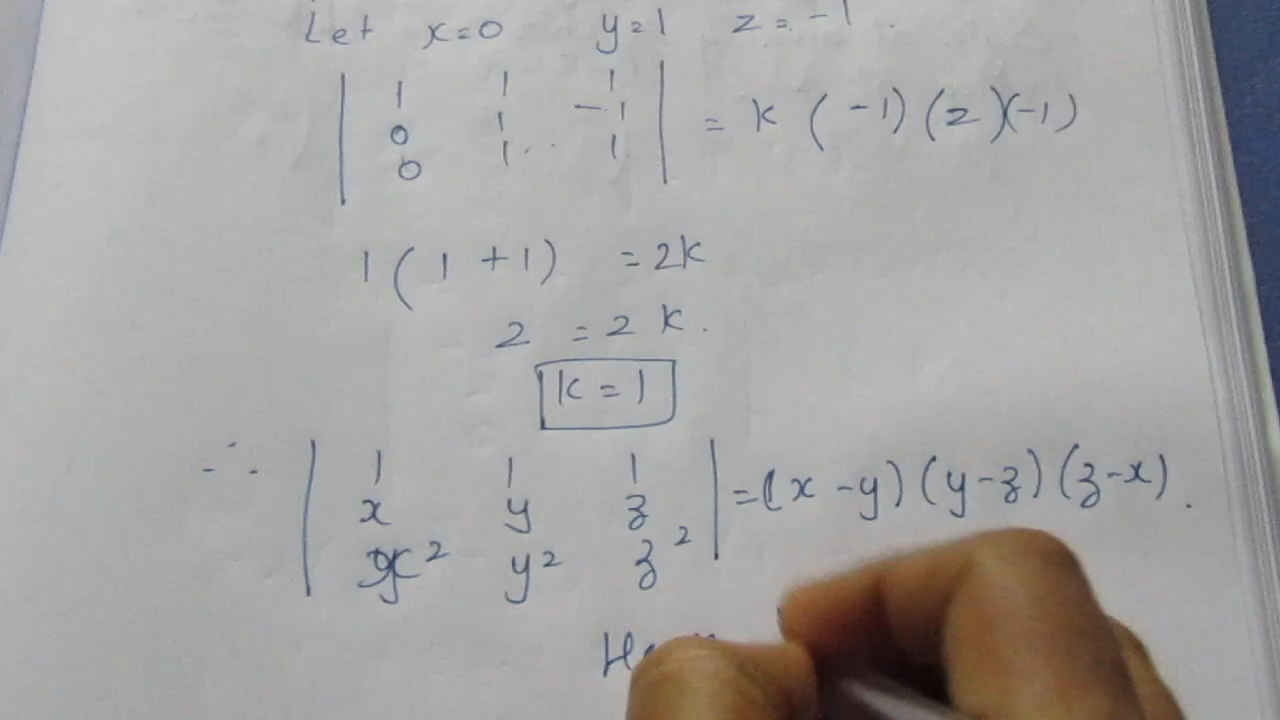 Let x=0 y=1 z=-1.
| 1 1 1 |
| 0 1 -1 | = k (-1)(2)(-1)
| 0 1 1 |
1(1+1) =2k
2 =2 k.
k=1
∴ | 1 1 1 |
| x y z | =(x-y)(y-z)(z-x).
| x² y² z² |